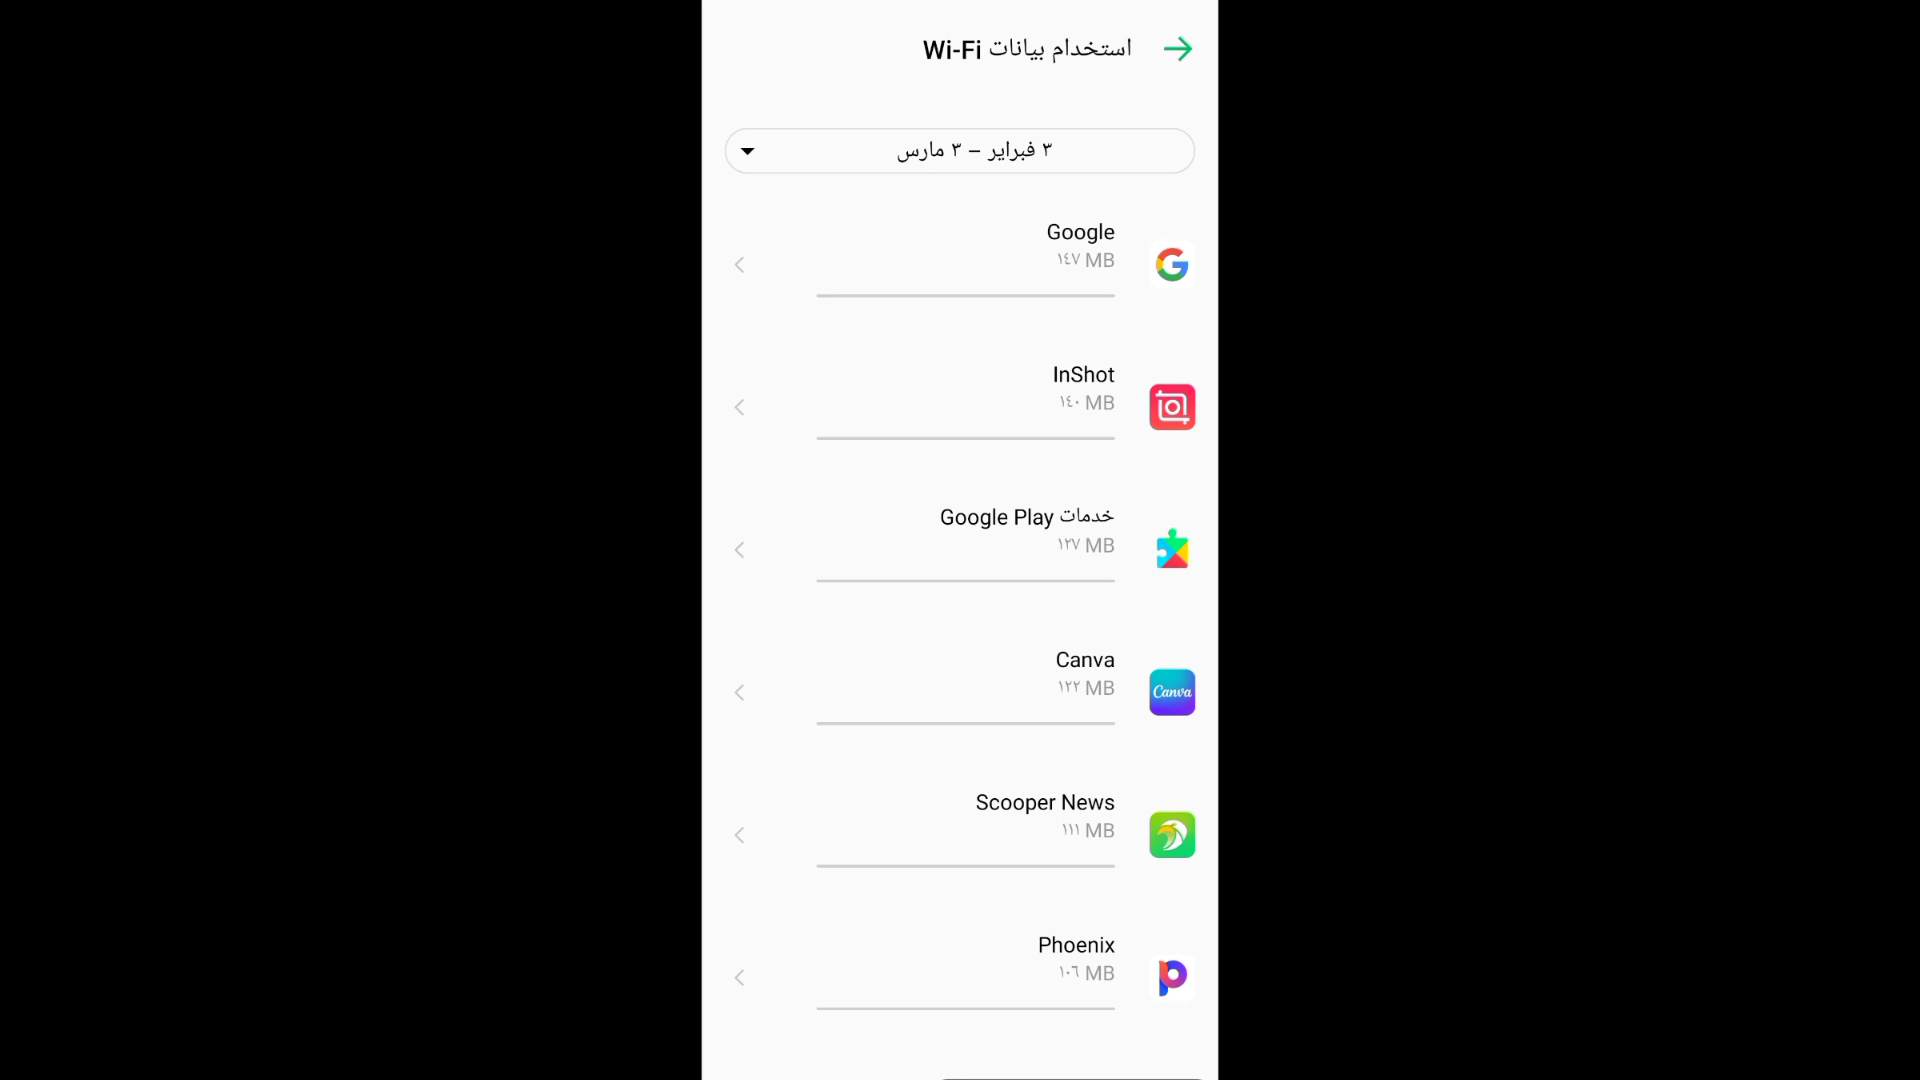 استخدام بيانات Wi-Fi
٣ فبراير – ٣ مارس
Google
١٤٧ MB
InShot
١٤٠ MB
خدمات Google Play
١٢٧ MB
Canva
١٢٢ MB
Canva
Scooper News
١١١ MB
Phoenix
١٠٦ MB